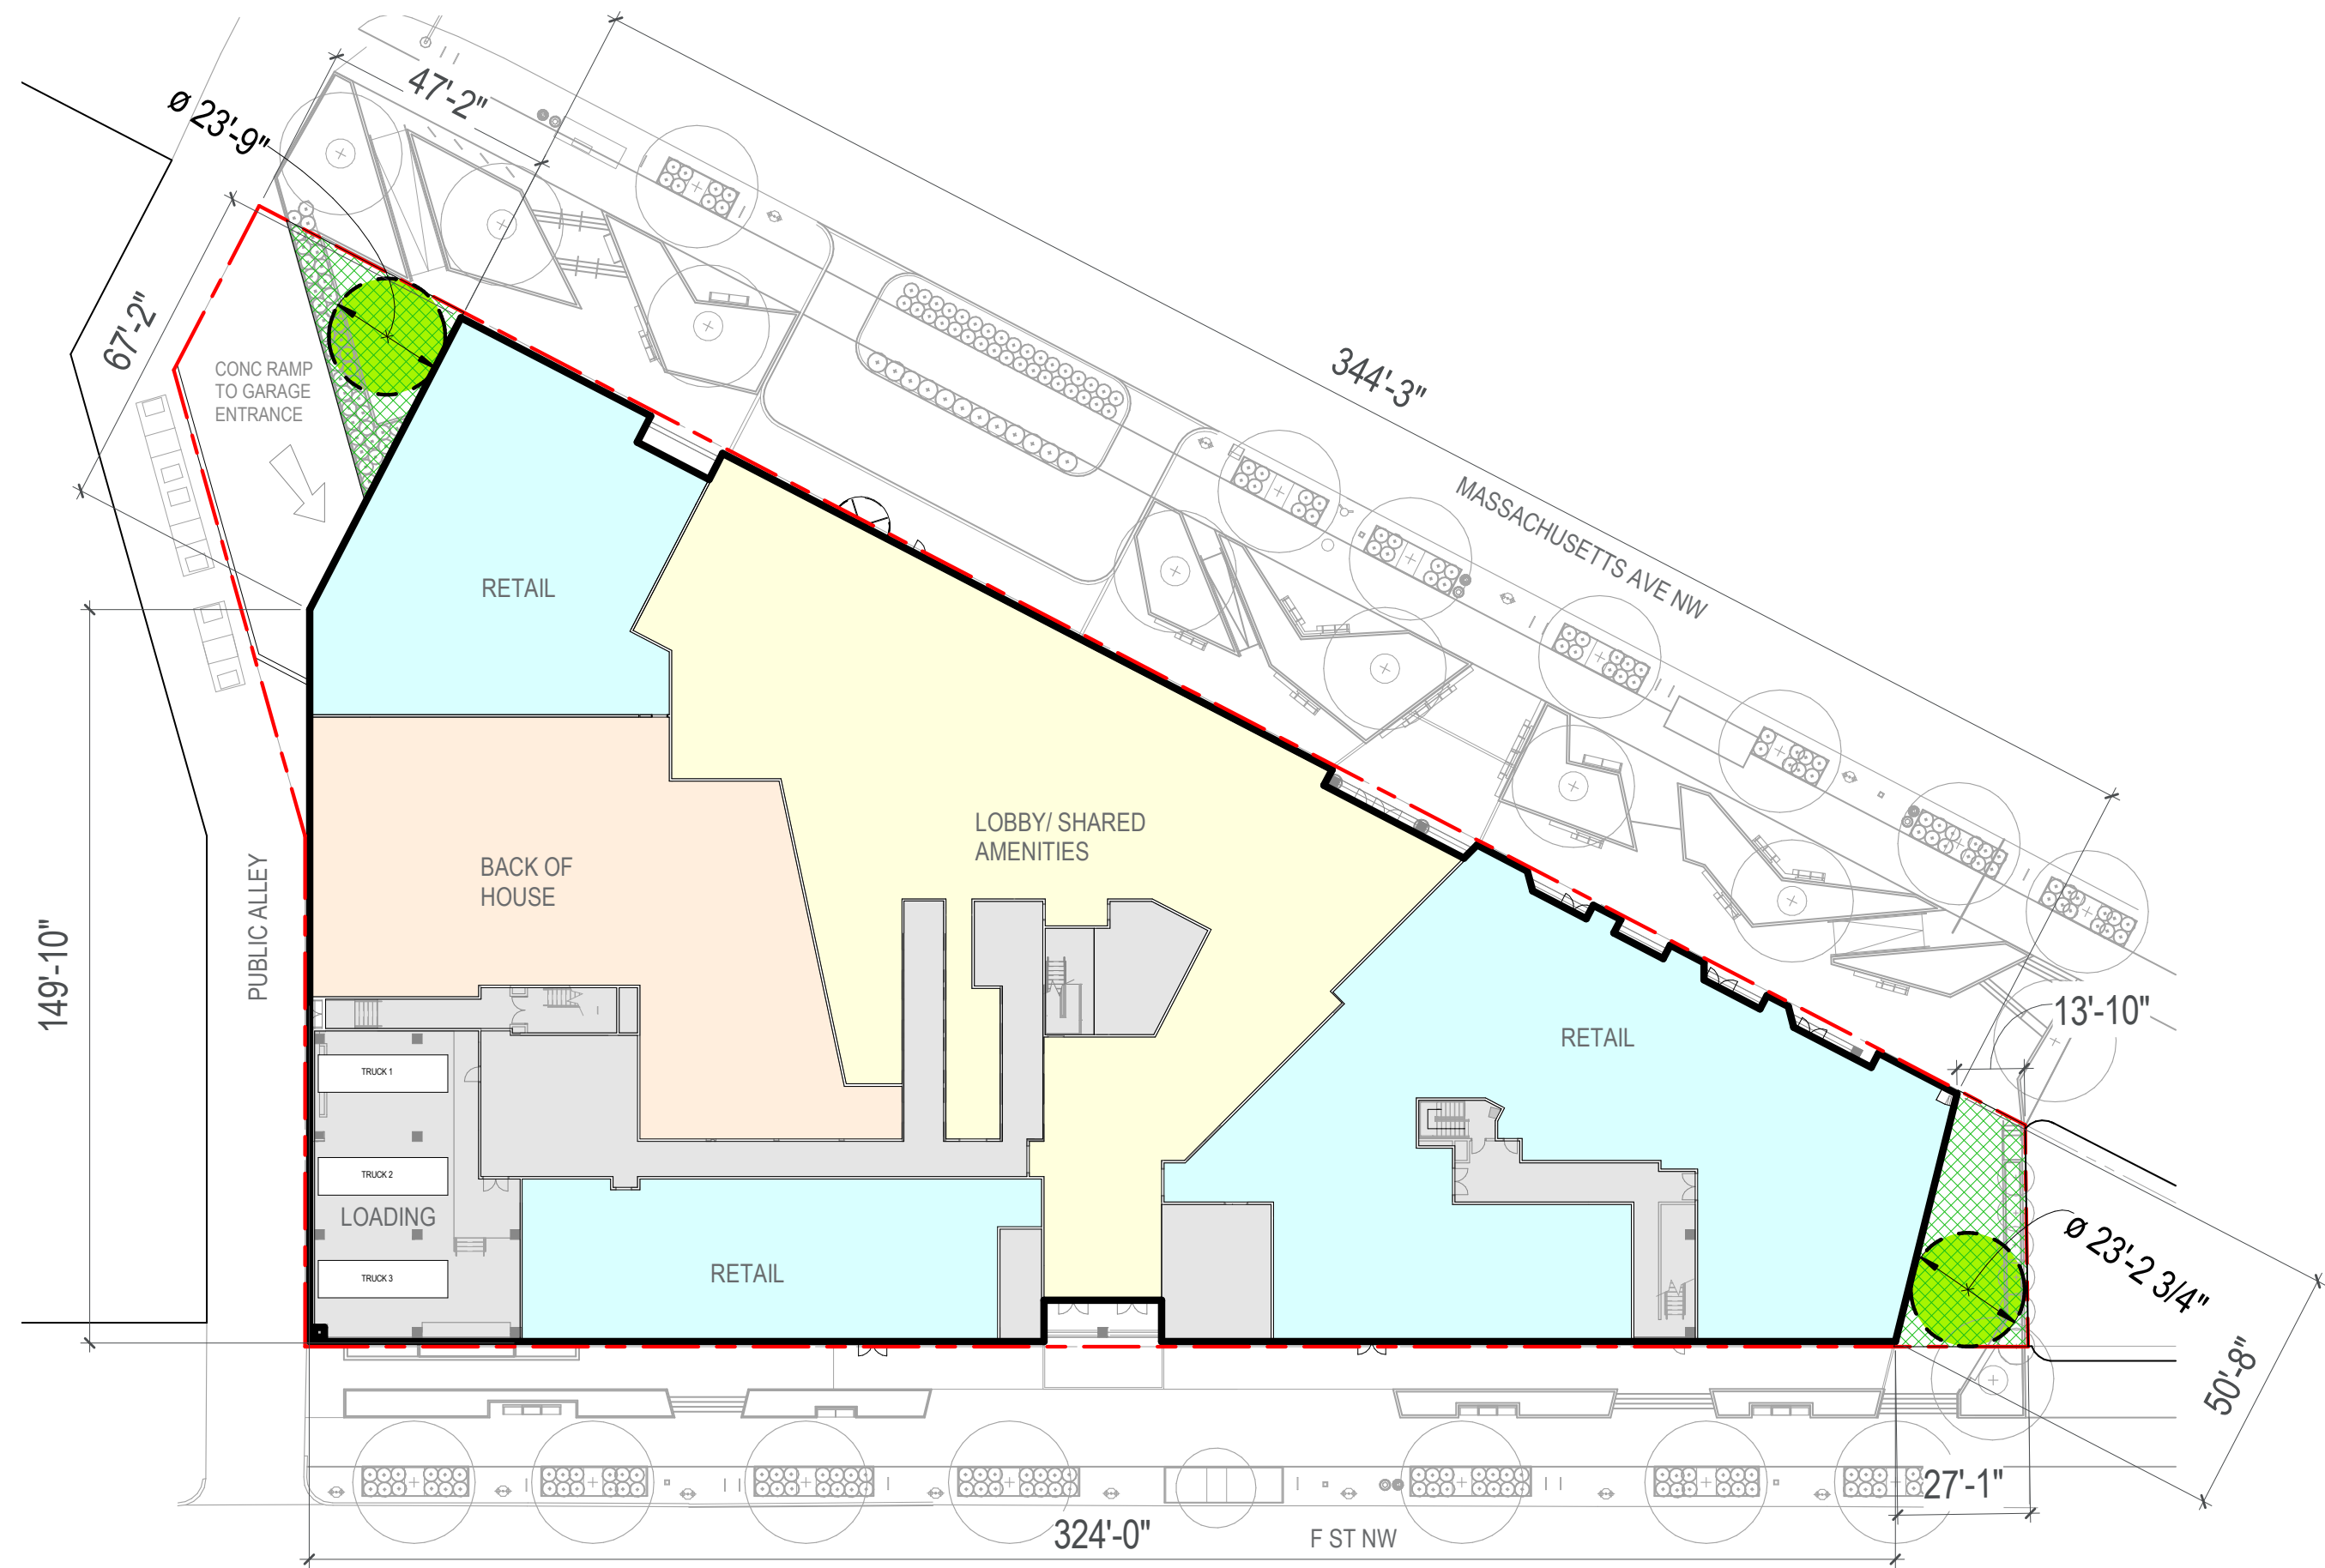 47'-2"
ø 23'-9"
67'-2"
344'-3"
CONC RAMP
TO GARAGE
ENTRANCE
MASSACHUSETTS AVE NW
RETAIL
LOBBY/ SHARED
AMENITIES
BACK OF
HOUSE
PUBLIC ALLEY
149'-10"
13'-10"
RETAIL
TRUCK 1
TRUCK 2
LOADING
TRUCK 3
RETAIL
ø 23'-2 3/4"
50'-8"
27'-1"
324'-0"
F ST NW